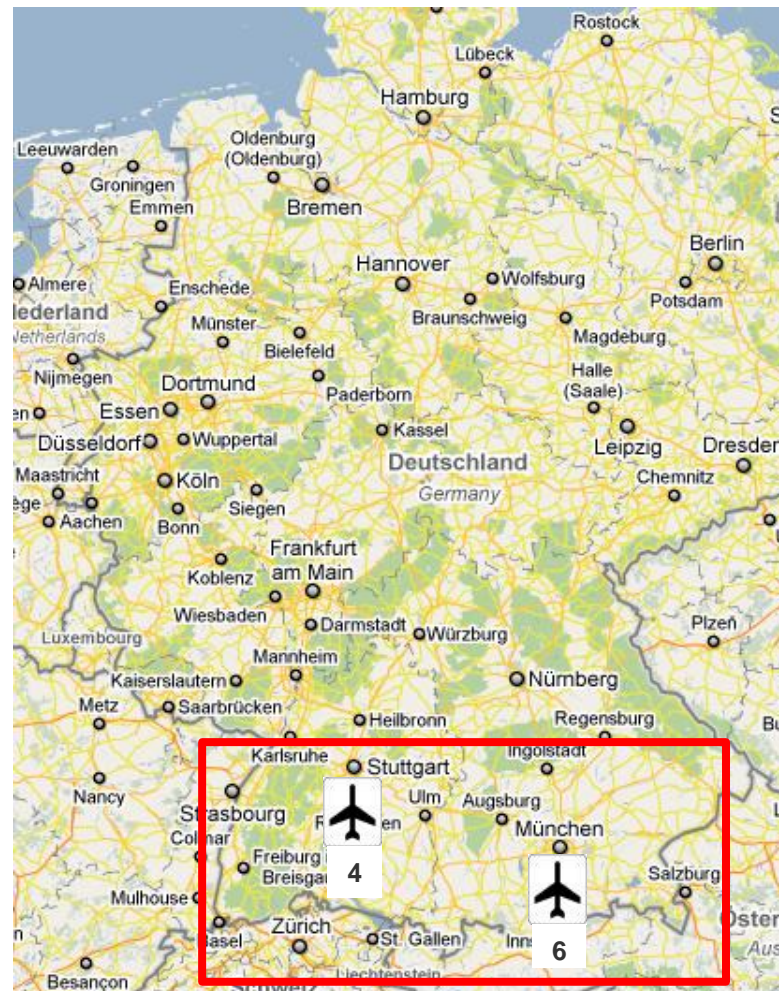 Rostock
Lübeck
Hamburg
Leeuwarden
Groningen
Emmen
Oldenburg
(Oldenburg)
Bremen
Berlin
Potsdam
Hannover
Wolfsburg
Braunschweig
Magdeburg
Almere
Enschede
Netherlands
Nijmegen
Münster
Bielefeld
Paderborn
Dortmund
Essen
Düsseldorf
Wuppertal
Halle
(Saale)
Kassel
Leipzig
Deutschland
Germany
Chemnitz
Maastricht
Köln
Aachen
Bonn
Siegen
Frankfurt
am Main
Koblenz
Wiesbaden
Darmstadt
Würzburg
Plzeň
Luxembourg
Mannheim
Kaiserslautern
Nürnberg
Metz
Saarbrücken
Heilbronn
Regensburg
Karlsruhe
Stuttgart
Ingolstadt
Nancy
Strasbourg
Ulm
Augsburg
München
Colmar
Freiburg
4
Salzburg
Mulhouse
Basel
Zürich
St. Gallen
6
Liechtenstein
Besançon